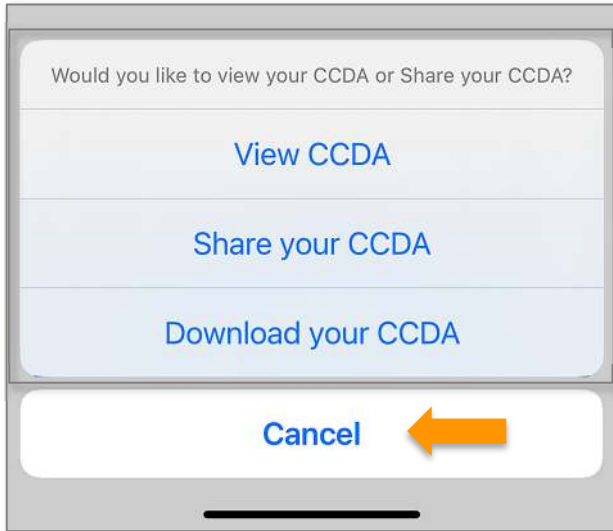 Would you like to view your CCDA or Share your CCDA?
View CCDA
Share your CCDA
Download your CCDA
Cancel